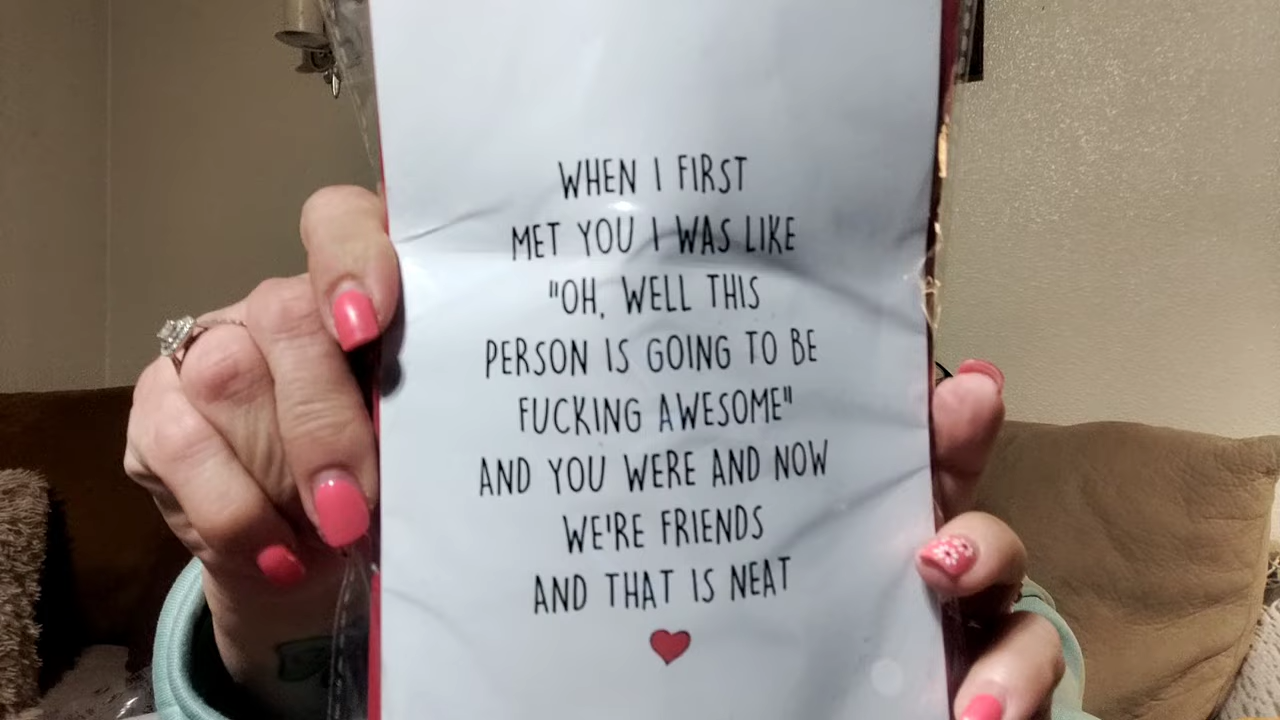 WHEN I FIRST
MET YOU I WAS LIKE
"OH, WELL THIS
PERSON IS GOING TO BE
FUCKING AWESOME"
AND YOU WERE AND NOW
WE'RE FRIENDS
AND THAT IS NEAT